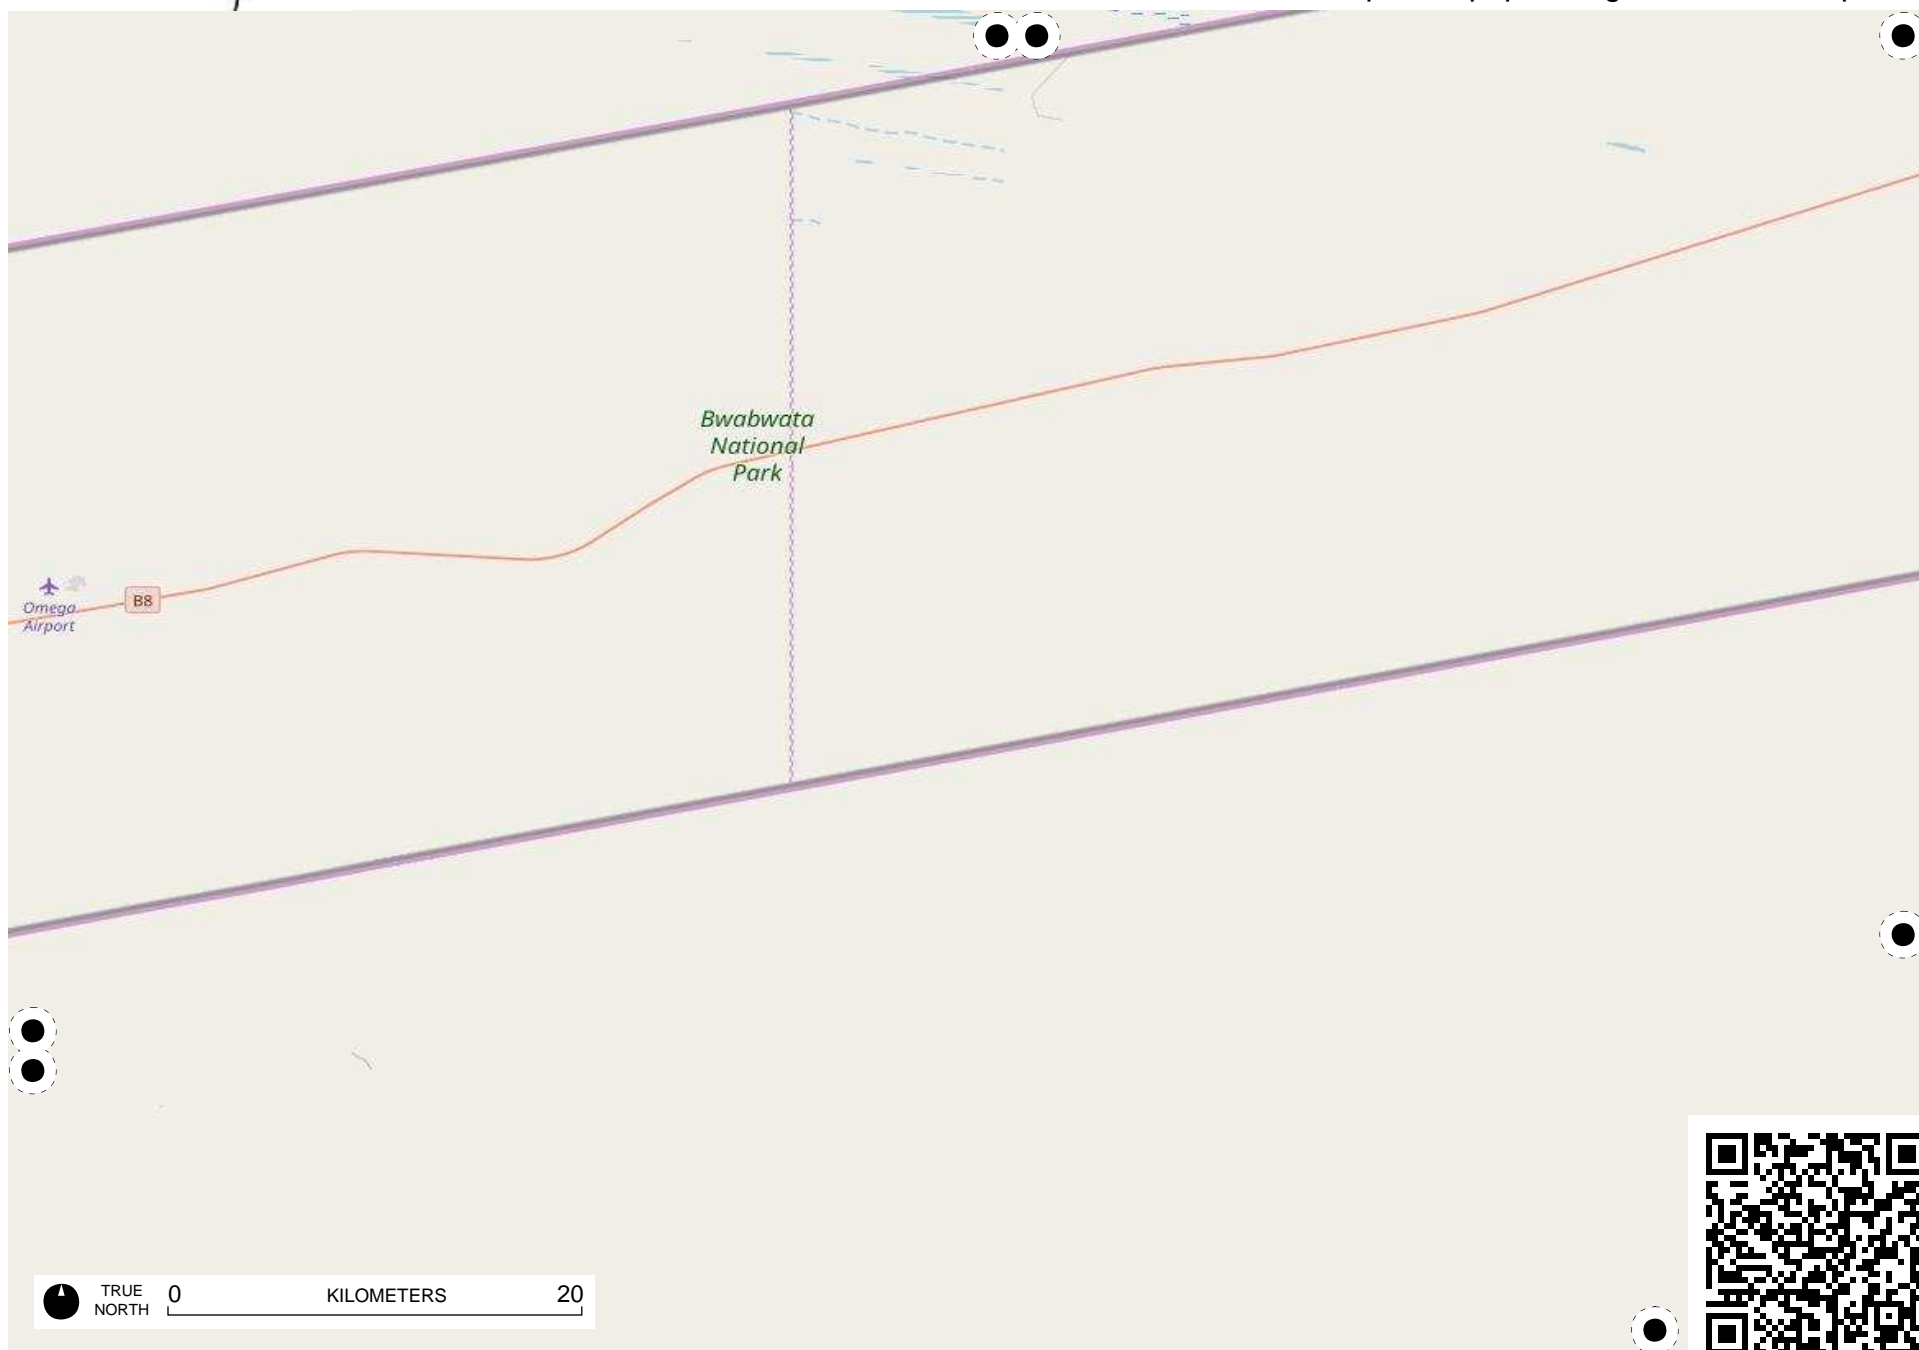 Bwabwata
National
Park
Omega
Airport
B8
TRUE
NORTH
0 KILOMETERS 20